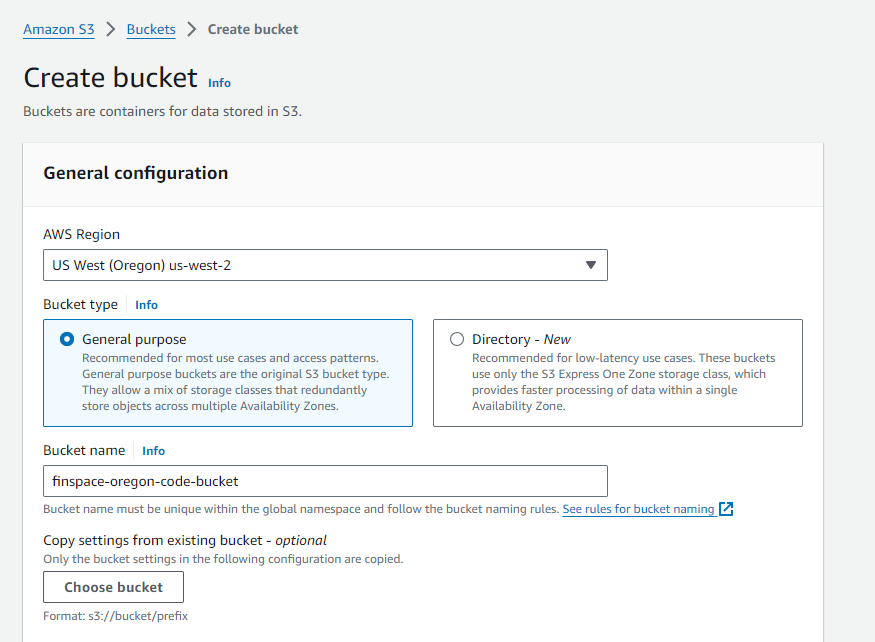 Amazon S3 > Buckets > Create bucket
Create bucket Info
Buckets are containers for data stored in S3.
General configuration
AWS Region
US West (Oregon) us-west-2
Bucket type Info
General purpose
Recommended for most use cases and access patterns.
General purpose buckets are the original S3 bucket type.
They allow a mix of storage classes that redundantly
store objects across multiple Availability Zones.
Directory - New
Recommended for low-latency use cases. These buckets
use only the S3 Express One Zone storage class, which
provides faster processing of data within a single
Availability Zone.
Bucket name Info
finspace-oregon-code-bucket
Bucket name must be unique within the global namespace and follow the bucket naming rules. See rules for bucket naming
Copy settings from existing bucket - optional
Only the bucket settings in the following configuration are copied.
Choose bucket
Format: s3://bucket/prefix